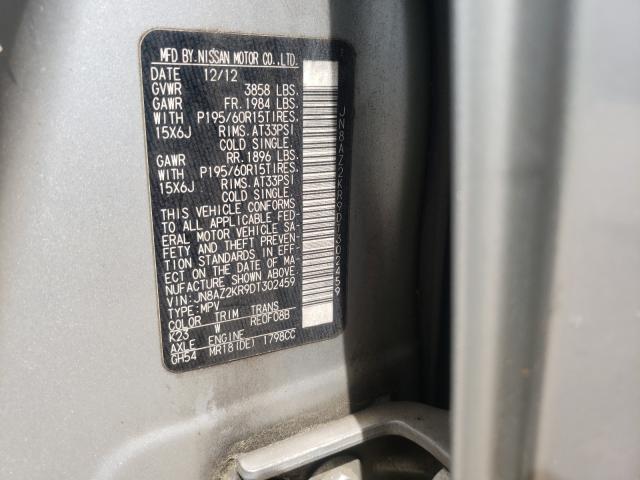 MFD BY.NISSAN MOTOR CO.,LTD.
DATE 12/12
GVWR 3858 LBS.
GAWR FR. 1984 LBS.
WITH P195/60R15TIRES.
15X6J RIMS. AT33PSI
COLD SINGLE.
GAWR RR. 1896 LBS.
WITH P195/60R15TIRES.
15X6J RIMS. AT33PSI
COLD SINGLE.
THIS VEHICLE CONFORMS
TO ALL APPLICABLE FED-
ERAL MOTOR VEHICLE SA-
FETY AND THEFT PREVEN-
TION STANDARDS IN EFF-
ECT ON THE DATE OF MA-
NUFACTURE SHOWN ABOVE.
VIN: JN8AZ2KR9DT302459
TYPE: MPV
COLOR TRIM TRANS
K23 W RE0F08B
AXLE ENGINE
GH54 MR18(DE) 1798CC
JN8AZ2KR9DT302459